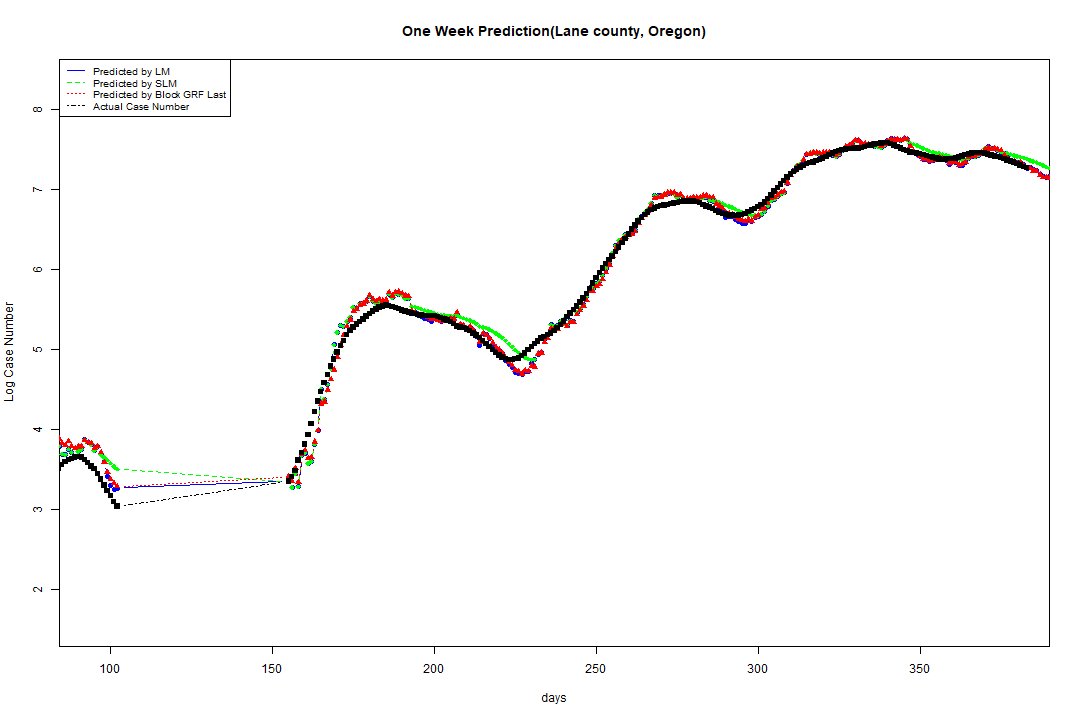 One Week Prediction(Lane county, Oregon)
Predicted by LM
Predicted by SLM
Predicted by Block GRF Last
Actual Case Number
Log Case Number
8
7
6
5
4
3
2
100 150 200 250 300 350
days